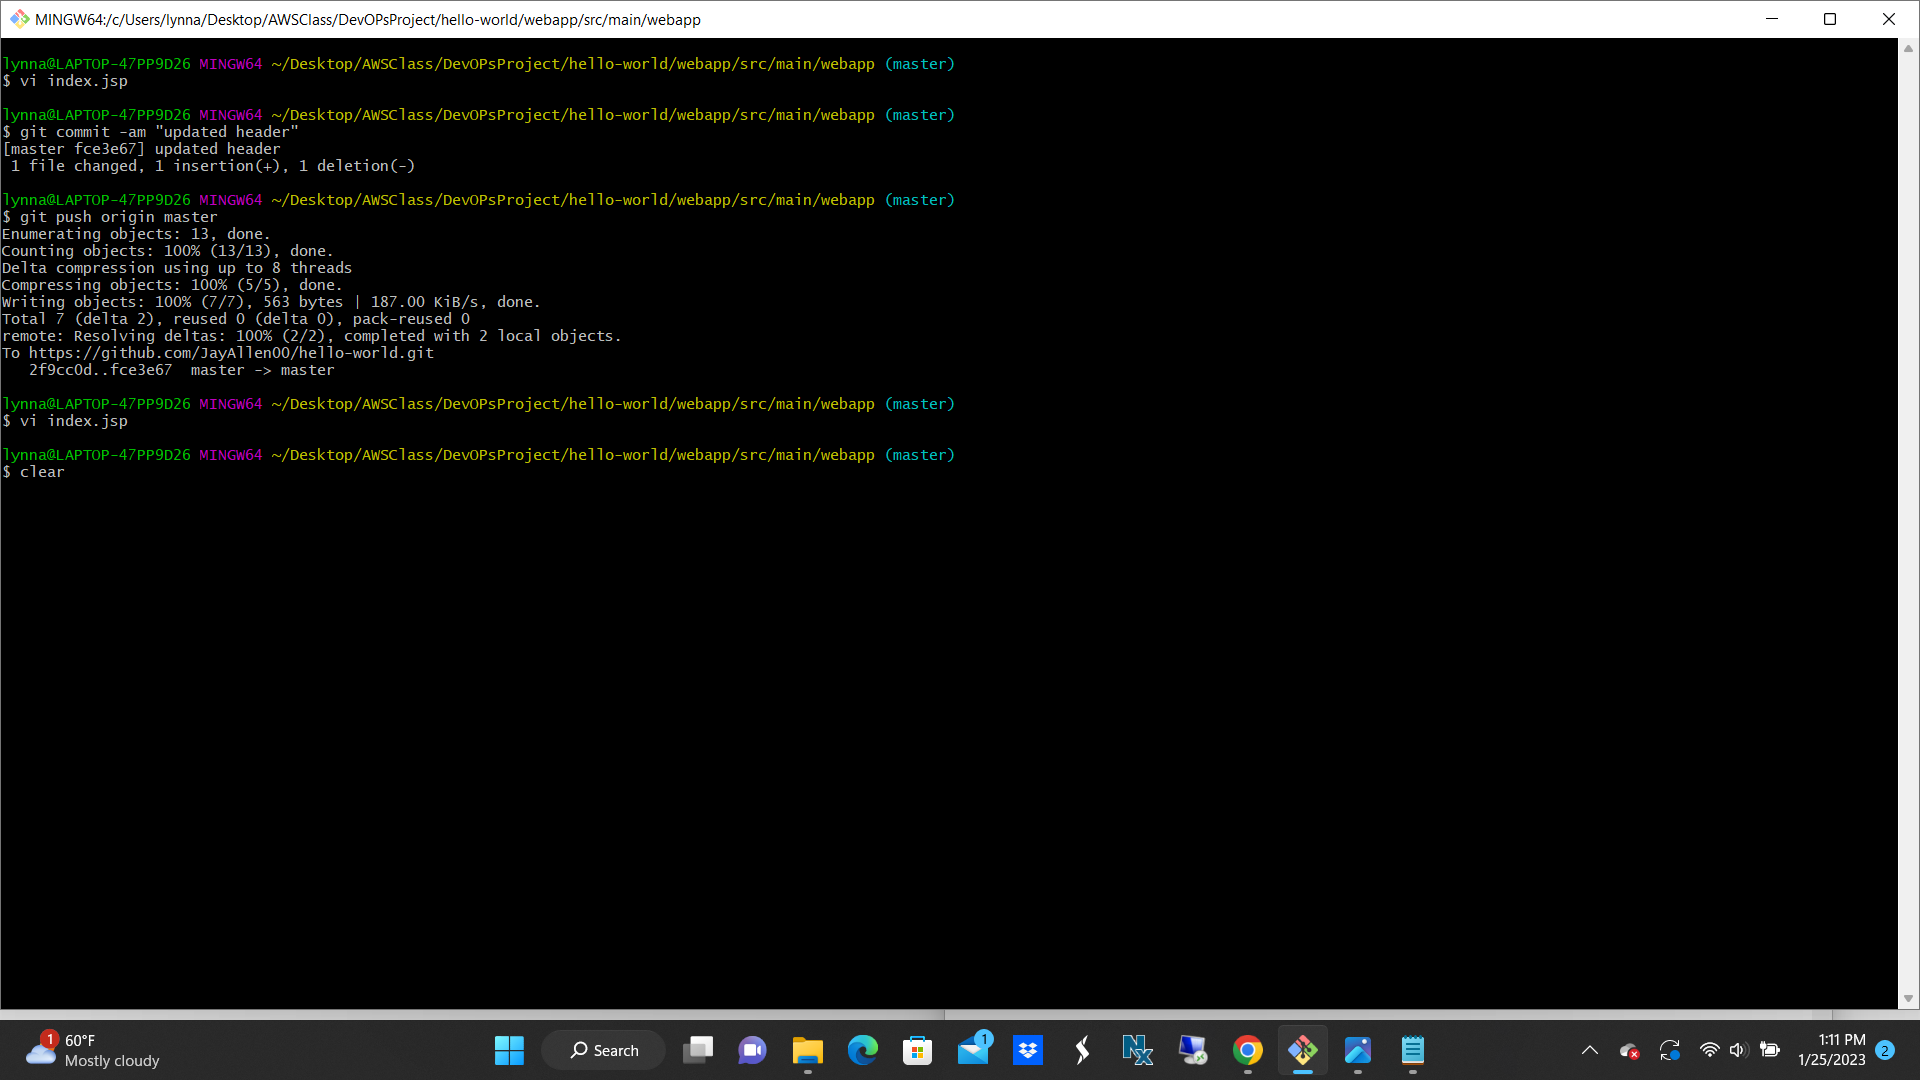 MINGW64:/c/Users/lynna/Desktop/AWSClass/DevOPsProject/hello-world/webapp/src/main/webapp
lynna@LAPTOP-47PP9D26 MINGW64 ~/Desktop/AWSClass/DevOPsProject/hello-world/webapp/src/main/webapp (master)
$ vi index.jsp
lynna@LAPTOP-47PP9D26 MINGW64 ~/Desktop/AWSClass/DevOPsProject/hello-world/webapp/src/main/webapp (master)
$ git commit -am "updated header"
[master fce3e67] updated header
 1 file changed, 1 insertion(+), 1 deletion(-)
lynna@LAPTOP-47PP9D26 MINGW64 ~/Desktop/AWSClass/DevOPsProject/hello-world/webapp/src/main/webapp (master)
$ git push origin master
Enumerating objects: 13, done.
Counting objects: 100% (13/13), done.
Delta compression using up to 8 threads
Compressing objects: 100% (5/5), done.
Writing objects: 100% (7/7), 563 bytes | 187.00 KiB/s, done.
Total 7 (delta 2), reused 0 (delta 0), pack-reused 0
remote: Resolving deltas: 100% (2/2), completed with 2 local objects.
To https://github.com/JayAllen00/hello-world.git
   2f9cc0d..fce3e67  master -> master
lynna@LAPTOP-47PP9D26 MINGW64 ~/Desktop/AWSClass/DevOPsProject/hello-world/webapp/src/main/webapp (master)
$ vi index.jsp
lynna@LAPTOP-47PP9D26 MINGW64 ~/Desktop/AWSClass/DevOPsProject/hello-world/webapp/src/main/webapp (master)
$ clear
1
60°F
Mostly cloudy
Search
1
Nx
1:11 PM
1/25/2023
2